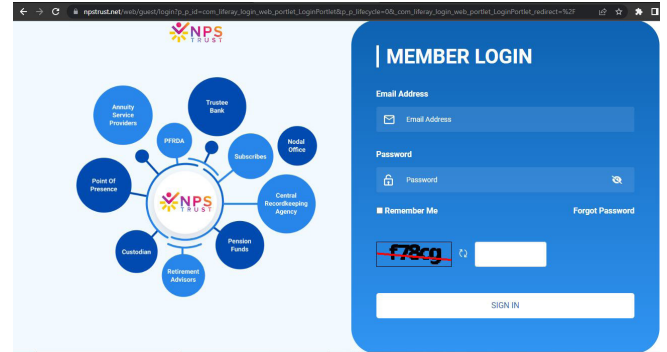 npstrust.net/web/guest/login?p_p_id=com_liferay_login_web_portlet_LoginPortlet&p_p_lifecycle=0&_com_liferay_login_web_portlet_LoginPortlet_redirect=%2F
NPS
TRUST
Annuity
Service
Providers
Trustee
Bank
PFRDA
Subscribes
Nodal
Office
Point Of
Presence
NPS
TRUST
Central
Recordkeeping
Agency
Custodian
Pension
Funds
Retirement
Advisors
MEMBER LOGIN
Email Address
Email Address
Password
Password
Remember Me
Forgot Password
f78cg
SIGN IN